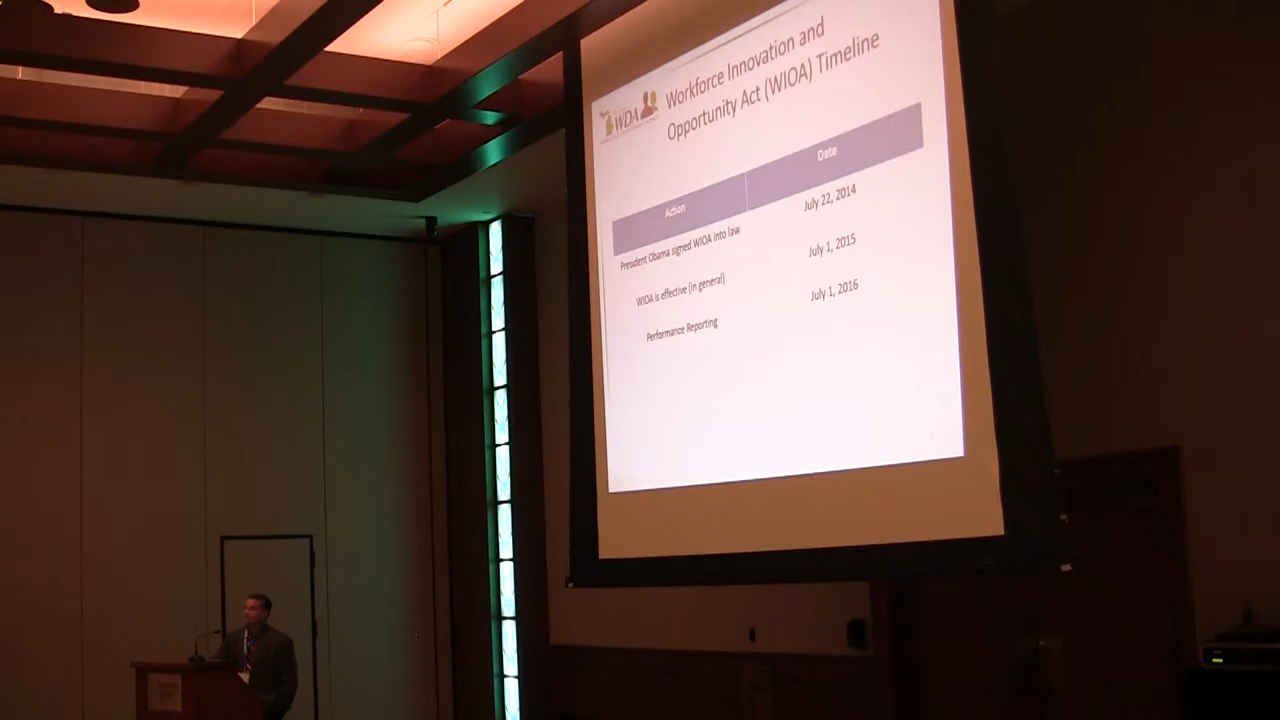 WDA
Workforce Innovation and
Opportunity Act (WIOA) Timeline
Action Date
President Obama signed WIOA into law July 22, 2014
WIOA is effective (in general) July 1, 2015
Performance Reporting July 1, 2016